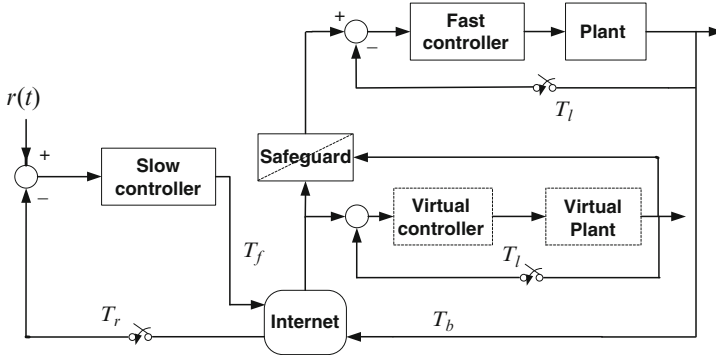 Fast
controller
Plant
+
−
T_l
r(t)
+
−
Slow
controller
Safeguard
Virtual
controller
Virtual
Plant
T_l
T_f
T_r
Internet
T_b